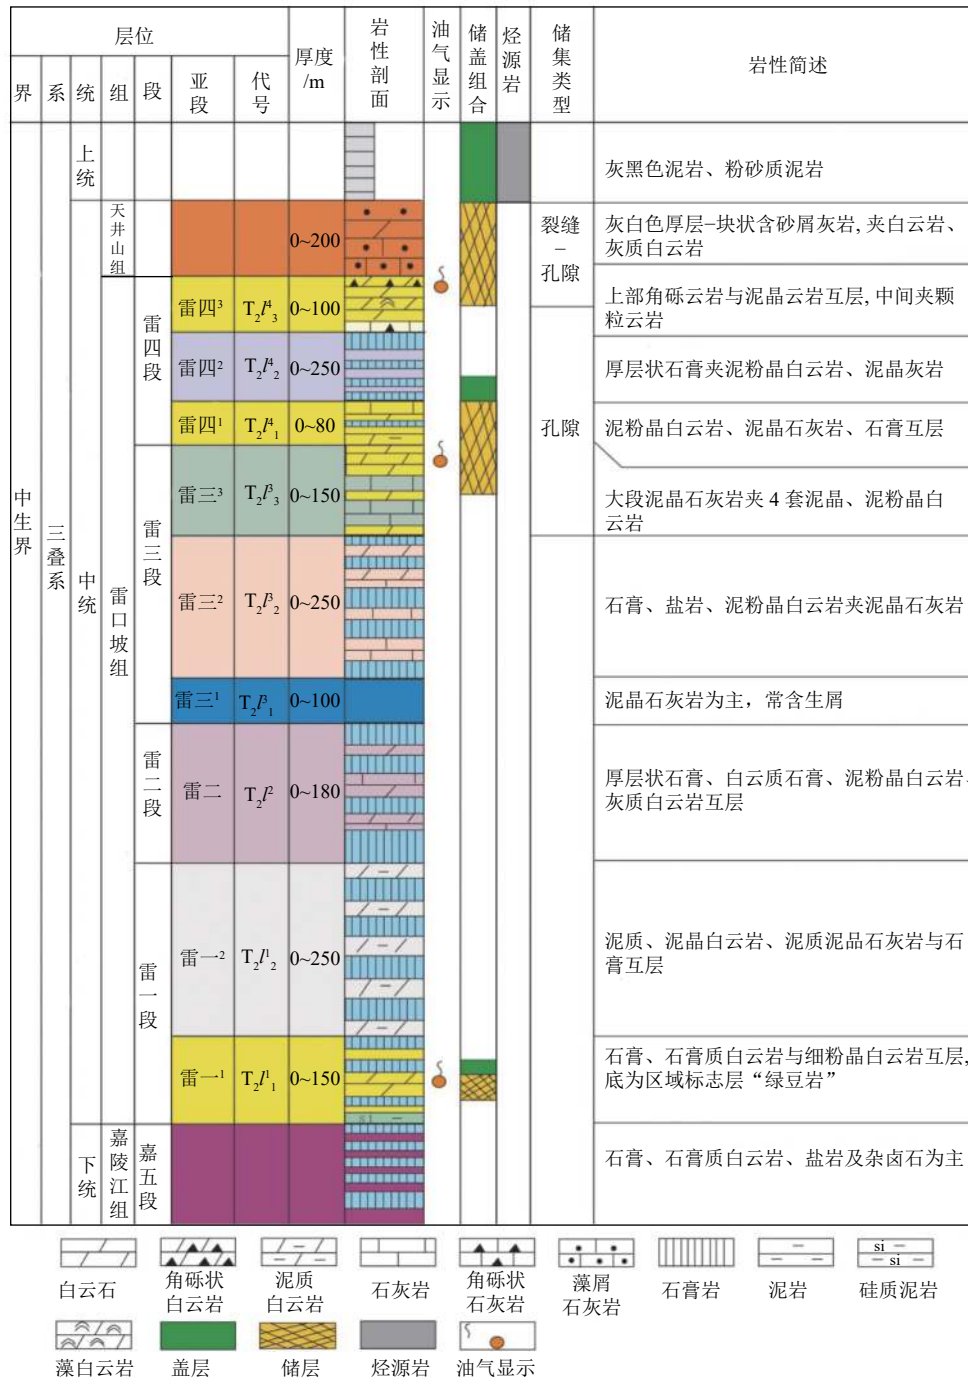 层位
厚度
/m
岩性剖面
油气显示
储盖组合
烃源岩
储集类型
岩性简述
界
系
统
组
段
亚段
代号
中生界
三叠系
上统
灰黑色泥岩、粉砂质泥岩
中统
天井山组
0~200
裂缝
–
孔隙
灰白色厚层–块状含砂屑灰岩, 夹白云岩、
灰质白云岩
雷口坡组
雷四段
雷四³
T₂l⁴₃
0~100
上部角砾云岩与泥晶云岩互层, 中间夹颗
粒云岩
雷四²
T₂l⁴₂
0~250
厚层状石膏夹泥粉晶白云岩、泥晶灰岩
雷四¹
T₂l⁴₁
0~80
孔隙
泥粉晶白云岩、泥晶石灰岩、石膏互层
雷三段
雷三³
T₂l³₃
0~150
大段泥晶石灰岩夹 4 套泥晶、泥粉晶白
云岩
雷三²
T₂l³₂
0~250
石膏、盐岩、泥粉晶白云岩夹泥晶石灰岩
雷三¹
T₂l³₁
0~100
泥晶石灰岩为主，常含生屑
雷二段
雷二
T₂l²
0~180
厚层状石膏、白云质石膏、泥粉晶白云岩、
灰质白云岩互层
雷一段
雷一²
T₂l¹₂
0~250
泥质、泥晶白云岩、泥质泥品石灰岩与石
膏互层
雷一¹
T₂l¹₁
0~150
石膏、石膏质白云岩与细粉晶白云岩互层,
底为区域标志层“绿豆岩”
si
下统
嘉陵江组
嘉五段
石膏、石膏质白云岩、盐岩及杂卤石为主
si
si
白云石
角砾状
白云岩
泥质
白云岩
石灰岩
角砾状
石灰岩
藻屑
石灰岩
石膏岩
泥岩
硅质泥岩
藻白云岩
盖层
储层
烃源岩
油气显示